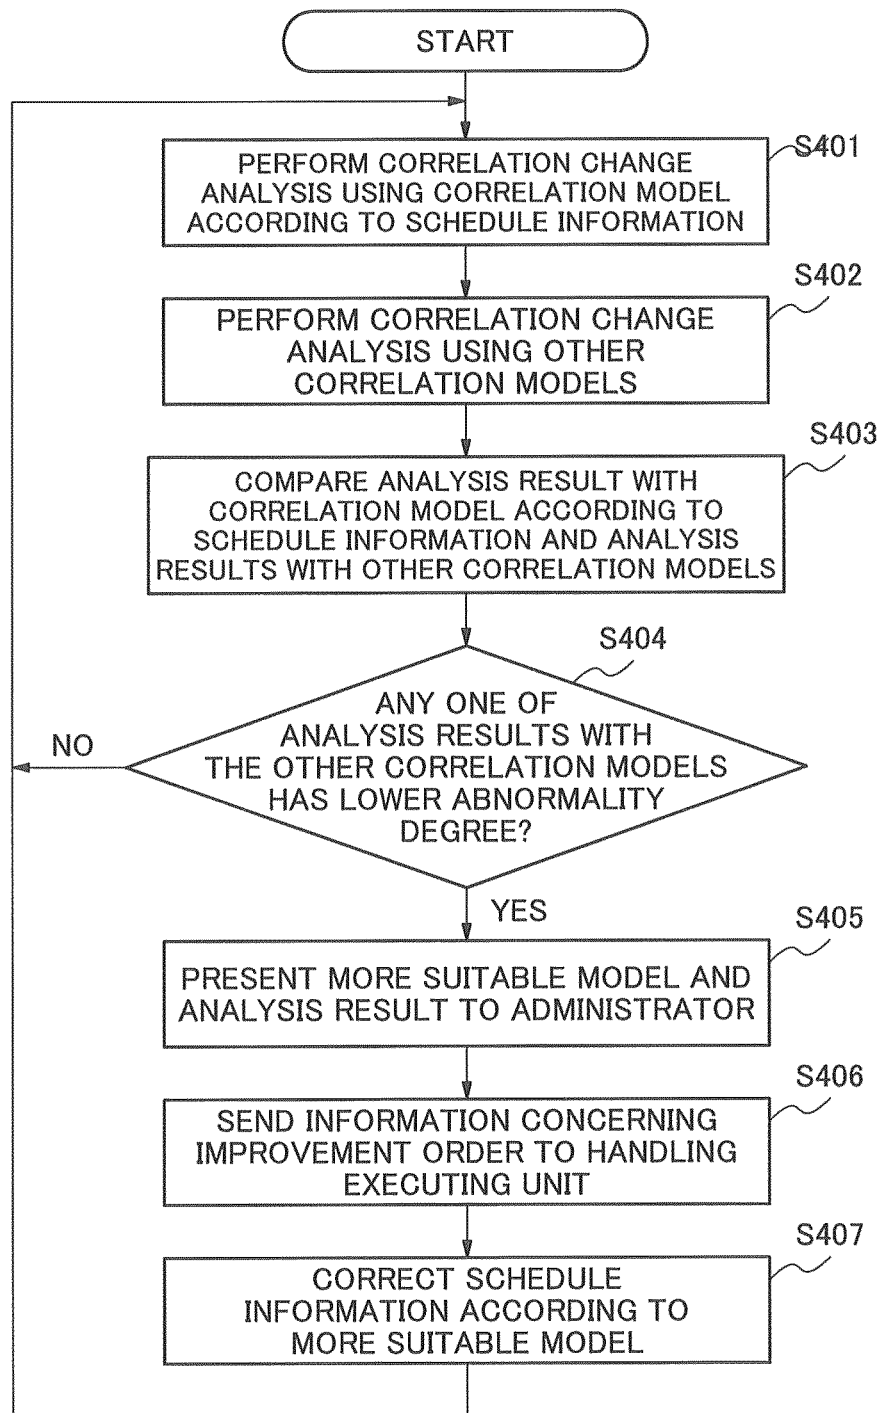 START
S401
PERFORM CORRELATION CHANGE
ANALYSIS USING CORRELATION MODEL
ACCORDING TO SCHEDULE INFORMATION
S402
PERFORM CORRELATION CHANGE
ANALYSIS USING OTHER
CORRELATION MODELS
S403
COMPARE ANALYSIS RESULT WITH
CORRELATION MODEL ACCORDING TO
SCHEDULE INFORMATION AND ANALYSIS
RESULTS WITH OTHER CORRELATION MODELS
S404
ANY ONE OF
ANALYSIS RESULTS WITH
THE OTHER CORRELATION MODELS
HAS LOWER ABNORMALITY
DEGREE?
NO
YES
S405
PRESENT MORE SUITABLE MODEL AND
ANALYSIS RESULT TO ADMINISTRATOR
S406
SEND INFORMATION CONCERNING
IMPROVEMENT ORDER TO HANDLING
EXECUTING UNIT
S407
CORRECT SCHEDULE
INFORMATION ACCORDING TO
MORE SUITABLE MODEL